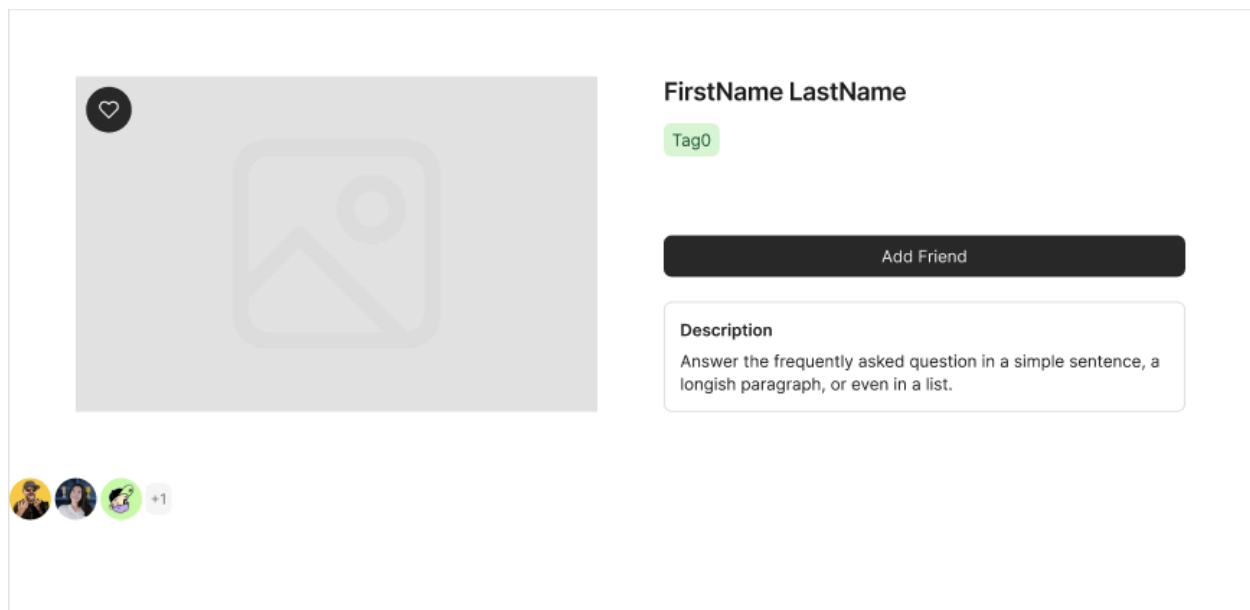 FirstName LastName
Tag0
Add Friend
Description
Answer the frequently asked question in a simple sentence, a
longish paragraph, or even in a list.
+1